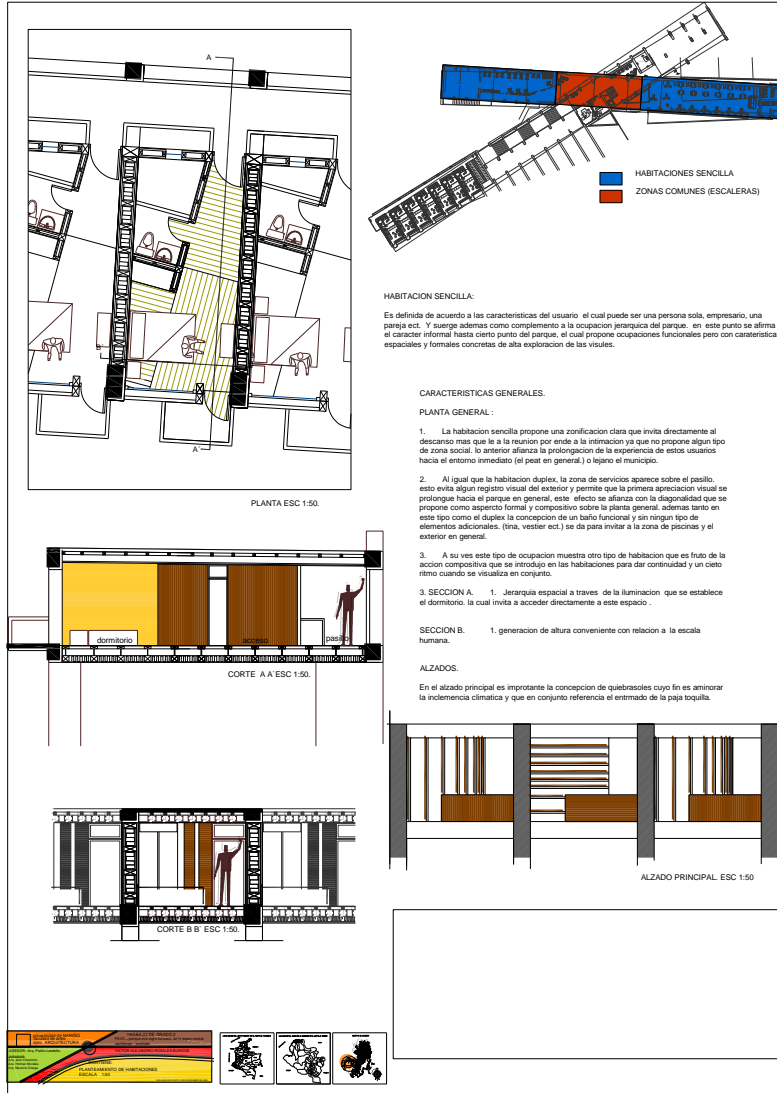 A
A`
B`
PLANTA ESC 1:50.
HABITACIONES SENCILLA
ZONAS COMUNES (ESCALERAS)
HABITACION SENCILLA:
Es definida de acuerdo a las caracteristicas del usuario el cual puede ser una persona sola, empresario, una
pareja ect. Y suerge ademas como complemento a la ocupacion jerarquica del parque. en este punto se afirma
el caracter informal hasta cierto punto del parque, el cual propone ocupaciones funcionales pero con carateristica
espaciales y formales concretas de alta exploracion de las visules.
CARACTERISTICAS GENERALES.
PLANTA GENERAL :
1. La habitacion sencilla propone una zonificacion clara que invita directamente al
descanso mas que le a la reunion por ende a la intimacion ya que no propone algun tipo
de zona social. lo anterior afianza la prolongacion de la experiencia de estos usuarios
hacia el entorno inmediato (el peat en general.) o lejano el municipio.
2. Al igual que la habitacion duplex, la zona de servicios aparece sobre el pasillo.
esto evita algun registro visual del exterior y permite que la primera apreciacion visual se
prolongue hacia el parque en general, este efecto se afianza con la diagonalidad que se
propone como aspercto formal y compositivo sobre la planta general. ademas tanto en
este tipo como el duplex la concepcion de un baño funcional y sin ningun tipo de
elementos adicionales. (tina, vestier ect.) se da para invitar a la zona de piscinas y el
exterior en general.
3. A su ves este tipo de ocupacion muestra otro tipo de habitacion que es fruto de la
accion compositiva que se introdujo en las habitaciones para dar continuidad y un cieto
ritmo cuando se visualiza en conjunto.
3. SECCION A. 1. Jerarquia espacial a traves de la iluminacion que se establece
el dormitorio. la cual invita a acceder directamente a este espacio .
SECCION B. 1. generacion de altura conveniente con relacion a la escala
humana.
ALZADOS.
En el alzado principal es improtante la concepcion de quiebrasoles cuyo fin es aminorar
la inclemencia climatica y que en conjunto referencia el entrmado de la paja toquilla.
dormitorio
acceso
pasillo
CORTE A A`ESC 1:50.
CORTE B B` ESC 1:50.
ALZADO PRINCIPAL. ESC 1:50
universidad de NARIÑO
facultad de artes
dpto. ARQUITECTURA
TRABAJO DE GRADO 2
PLANTEAMIENTO DE HABITACIONES
ESCALA 1:50